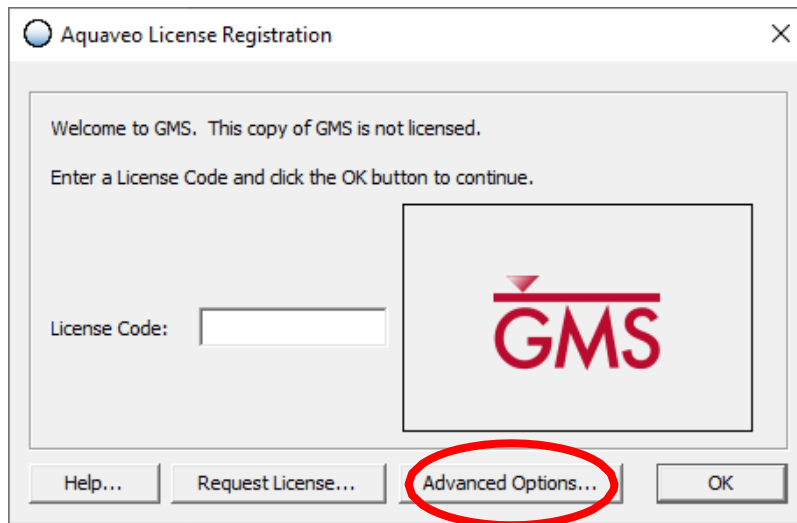 Aquaveo License Registration
Welcome to GMS. This copy of GMS is not licensed.
Enter a License Code and click the OK button to continue.
License Code:
GMS
Help... Request License... Advanced Options... OK